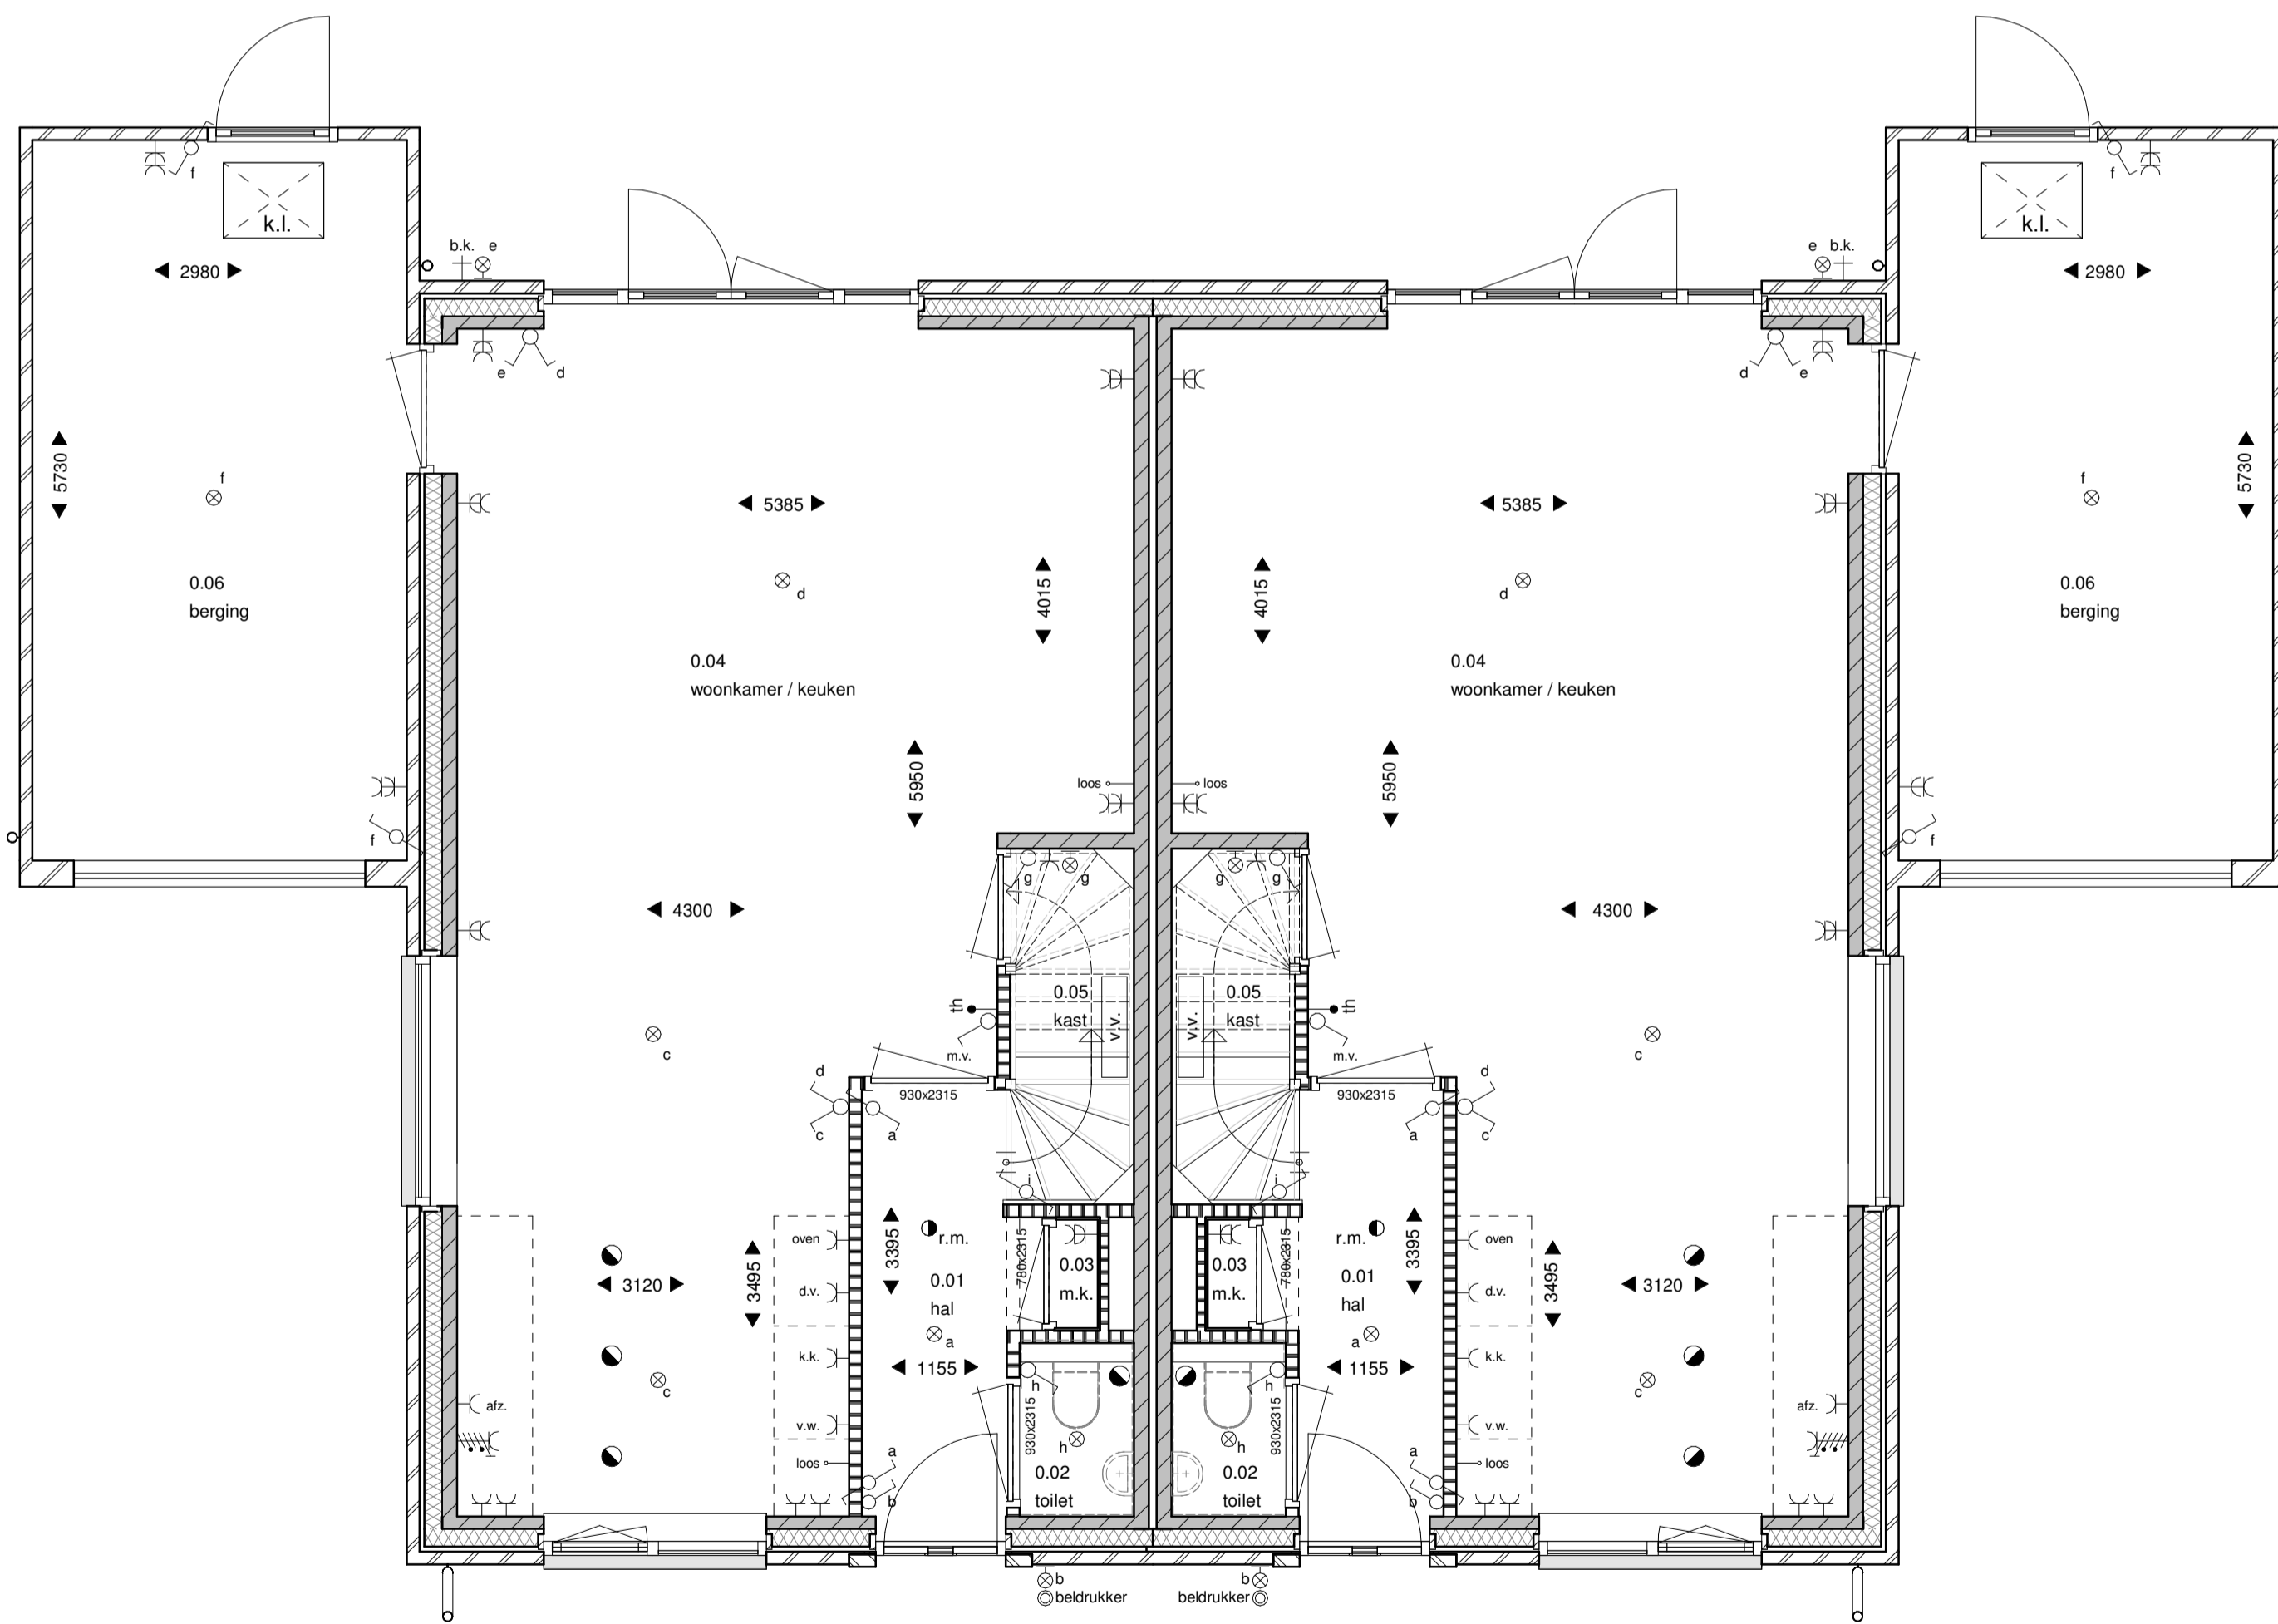 f
k.l.
2980
b.k. e
e d
5730
f
5385
d
4015
0.06
berging
0.04
woonkamer / keuken
5950
loos
f
4300
g g
0.05
kast
v.v.
th
m.v.
c
d
930x2315
c a
i
r.m.
oven
3395
780x2315
0.03
m.k.
0.01
hal
3120
3495
d.v.
a
k.k.
1155
h
c
afz.
v.w.
930x2315
h
a
loos
0.02
toilet
b
b
beldrukker
f
k.l.
2980
e b.k.
d e
5730
f
5385
d
4015
0.06
berging
0.04
woonkamer / keuken
5950
loos
f
4300
g g
0.05
kast
v.v.
th
m.v.
c
d
930x2315
a c
i
r.m.
oven
3395
780x2315
0.03
m.k.
0.01
hal
3120
3495
d.v.
a
k.k.
1155
h
c
afz.
v.w.
930x2315
h
a
loos
0.02
toilet
b
b
beldrukker